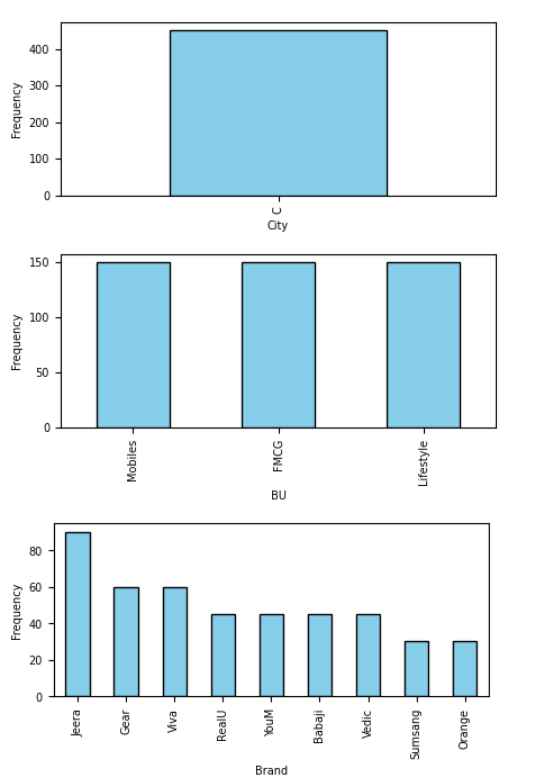 400
300
200
100
0
Frequency
C
City
150
100
50
0
Frequency
Mobiles
FMCG
Lifestyle
BU
80
60
40
20
0
Frequency
Jeera
Gear
Viva
RealU
YouM
Babaji
Vedic
Sumsang
Orange
Brand